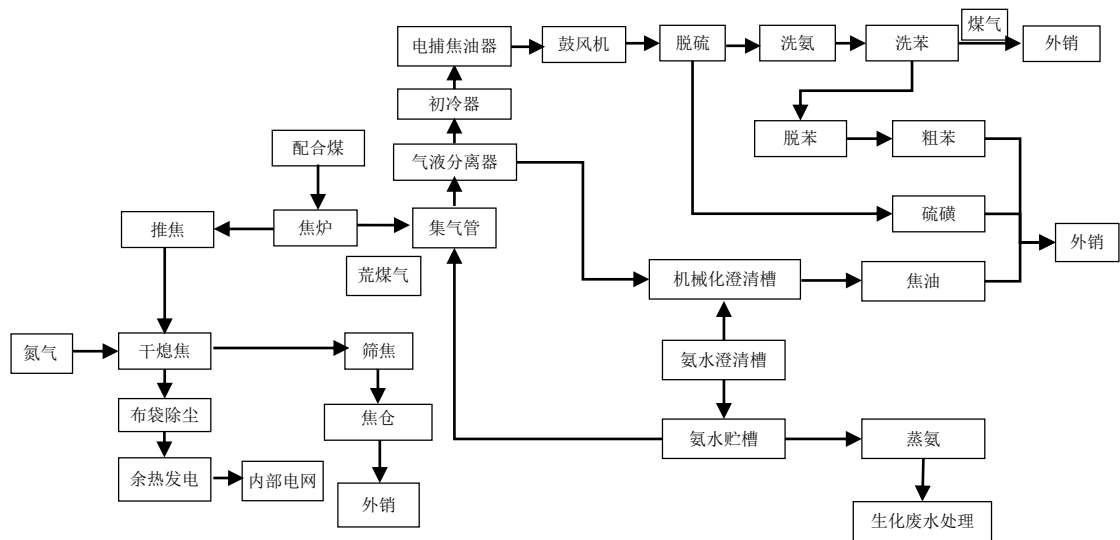 煤气
电捕焦油器
鼓风机
脱硫
洗氨
洗苯
外销
初冷器
脱苯
粗苯
配合煤
气液分离器
推焦
焦炉
集气管
硫磺
外销
荒煤气
机械化澄清槽
焦油
氮气
干熄焦
筛焦
氨水澄清槽
布袋除尘
焦仓
氨水贮槽
蒸氨
余热发电
内部电网
外销
生化废水处理